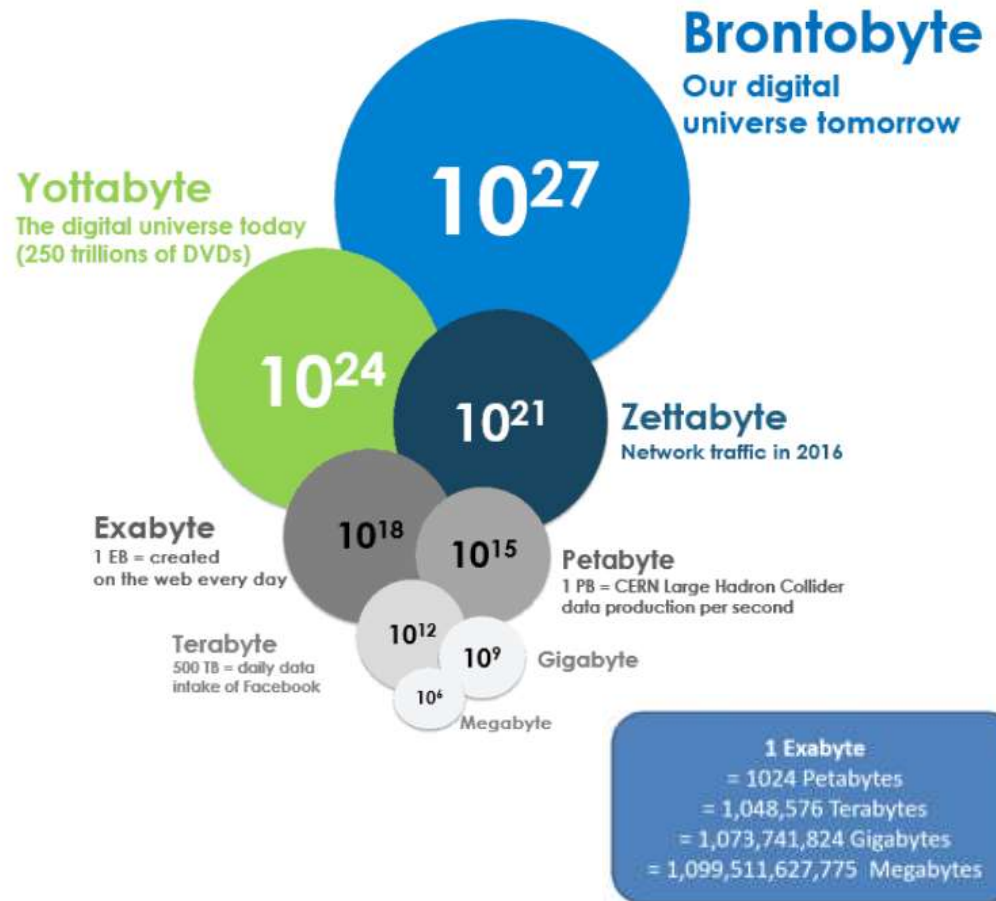 Brontobyte
Our digital
universe tomorrow
10²⁷
Yottabyte
The digital universe today
(250 trillions of DVDs)
10²⁴
10²¹
Zettabyte
Network traffic in 2016
Exabyte
1 EB = created
on the web every day
10¹⁸
10¹⁵
Petabyte
1 PB = CERN Large Hadron Collider
data production per second
Terabyte
500 TB = daily data
intake of Facebook
10¹²
10⁹
Gigabyte
10⁶
Megabyte
1 Exabyte
= 1024 Petabytes
= 1,048,576 Terabytes
= 1,073,741,824 Gigabytes
= 1,099,511,627,775 Megabytes